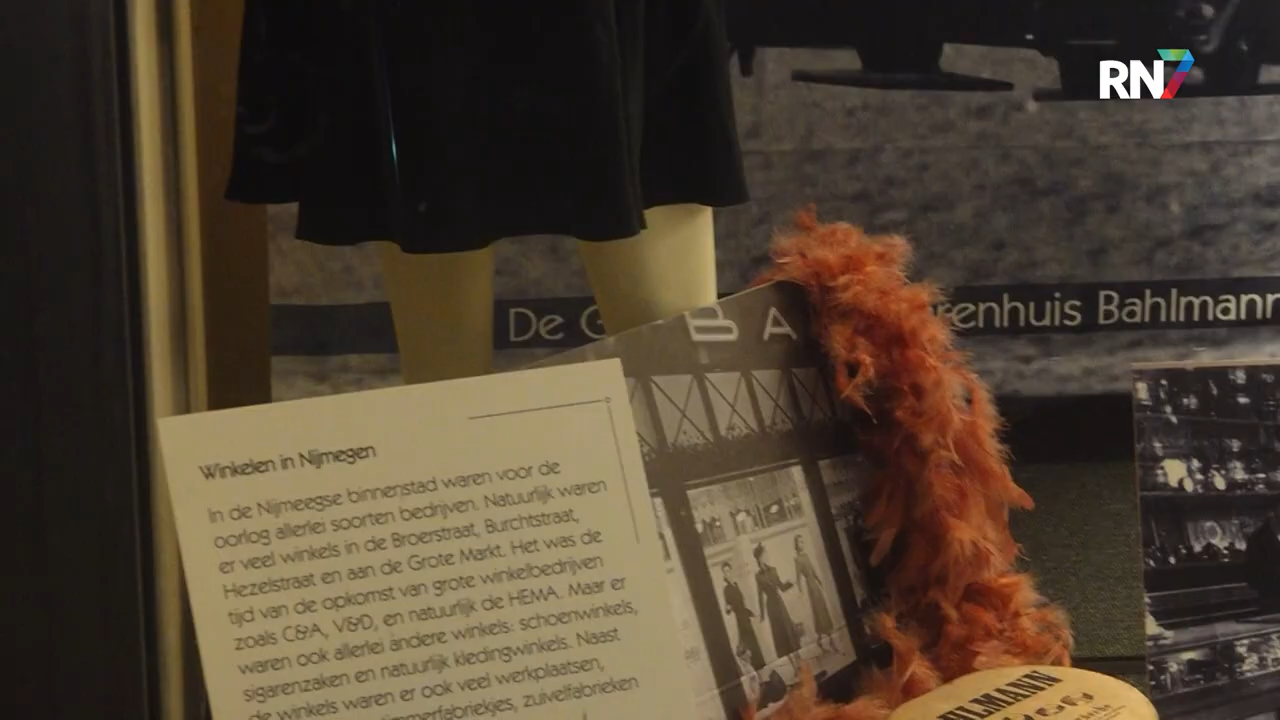 RN7
De G
renhuis Bahlmann
BA
Winkelen in Nijmegen
In de Nijmeegse binnenstad waren voor de
oorlog allerlei soorten bedrijven. Natuurlijk waren
er veel winkels in de Broerstraat, Burchtstraat,
Hezelstraat en aan de Grote Markt. Het was de
tijd van de opkomst van grote winkelbedrijven
zoals C&A, V&D, en natuurlijk de HEMA. Maar er
waren ook allerlei andere winkels: schoenwinkels,
sigarenzaken en natuurlijk kledingwinkels. Naast
de winkels waren er ook veel werkplaatsen,
mmerfabriekjes, zuivelfabrieken
HLMANN